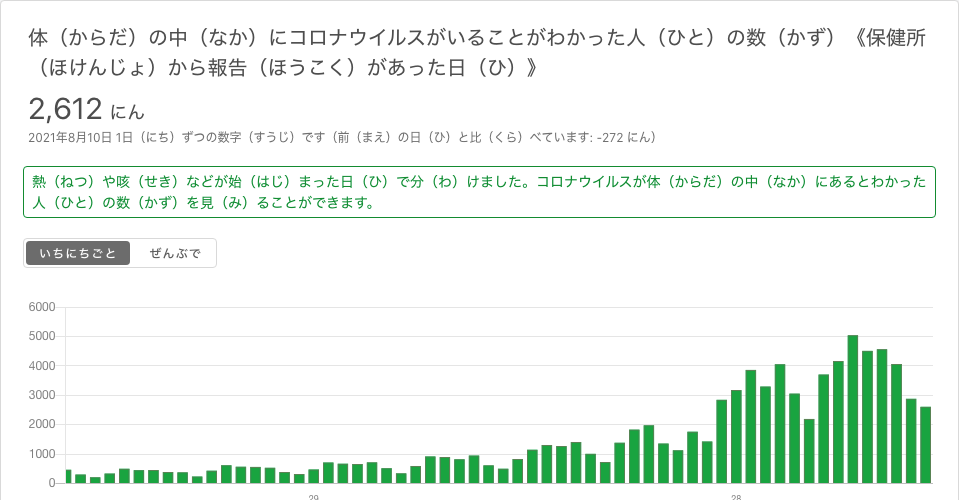 体（からだ）の中（なか）にコロナウイルスがいることがわかった人（ひと）の数（かず）《保健所
（ほけんじょ）から報告（ほうこく）があった日（ひ）》
2,612 にん
2021年8月10日 1日（にち）ずつの数字（すうじ）です（前（まえ）の日（ひ）と比（くら）べています: -272 にん）
熱（ねつ）や咳（せき）などが始（はじ）まった日（ひ）で分（わ）けました。コロナウイルスが体（からだ）の中（なか）にあるとわかった
人（ひと）の数（かず）を見（み）ることができます。
いちにちごと ぜんぶで
6000
5000
4000
3000
2000
1000
0
29 28